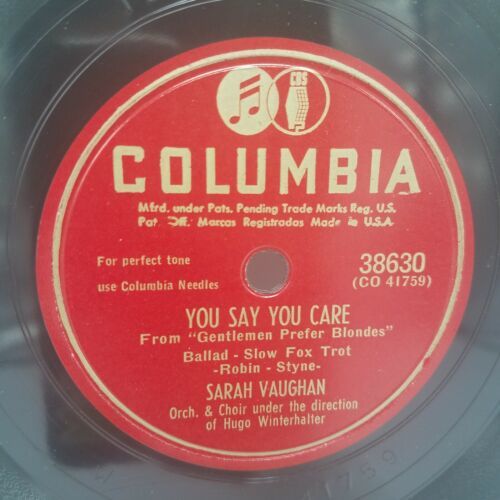 CBS
COLUMBIA
Mfrd. under Pats. Pending Trade Marks Reg. U.S.
Pat. Off. Marcas Registradas Made in U.S.A.
For perfect tone
use Columbia Needles
38630
(CO 41759)
YOU SAY YOU CARE
From "Gentlemen Prefer Blondes"
Ballad - Slow Fox Trot
-Robin - Styne-
SARAH VAUGHAN
Orch. & Choir under the direction
of Hugo Winterhalter